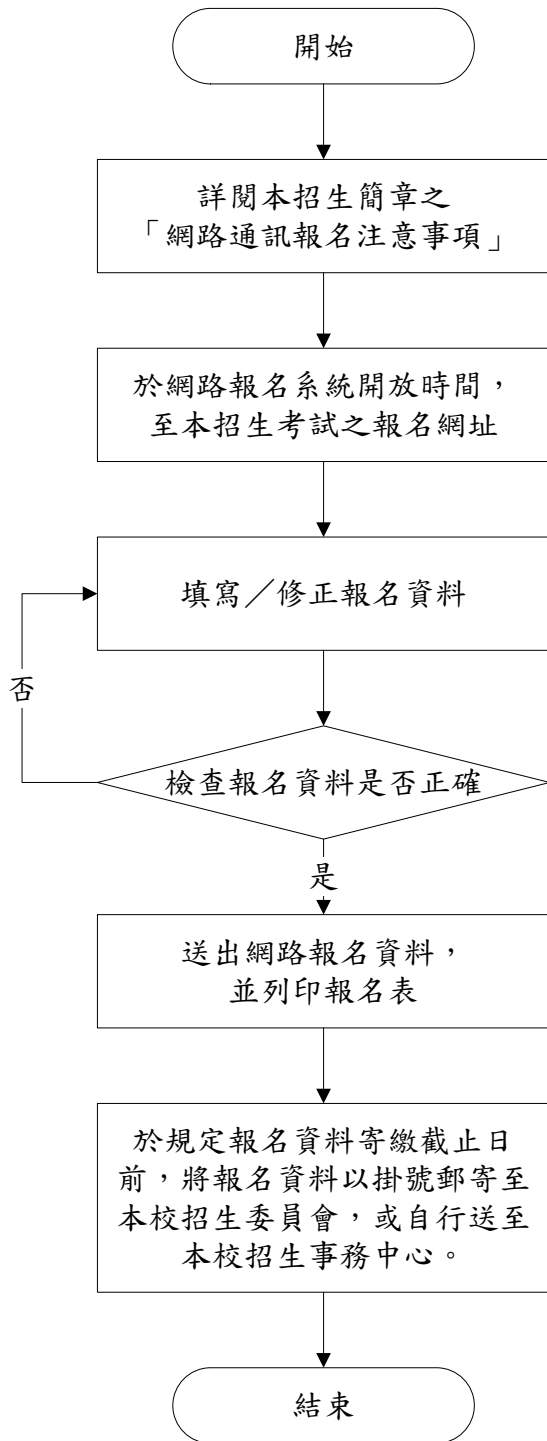 開始
詳閱本招生簡章之
「網路通訊報名注意事項」
於網路報名系統開放時間，
至本招生考試之報名網址
填寫／修正報名資料
否
檢查報名資料是否正確
是
送出網路報名資料，
並列印報名表
於規定報名資料寄繳截止日
前，將報名資料以掛號郵寄至
本校招生委員會，或自行送至
本校招生事務中心。
結束